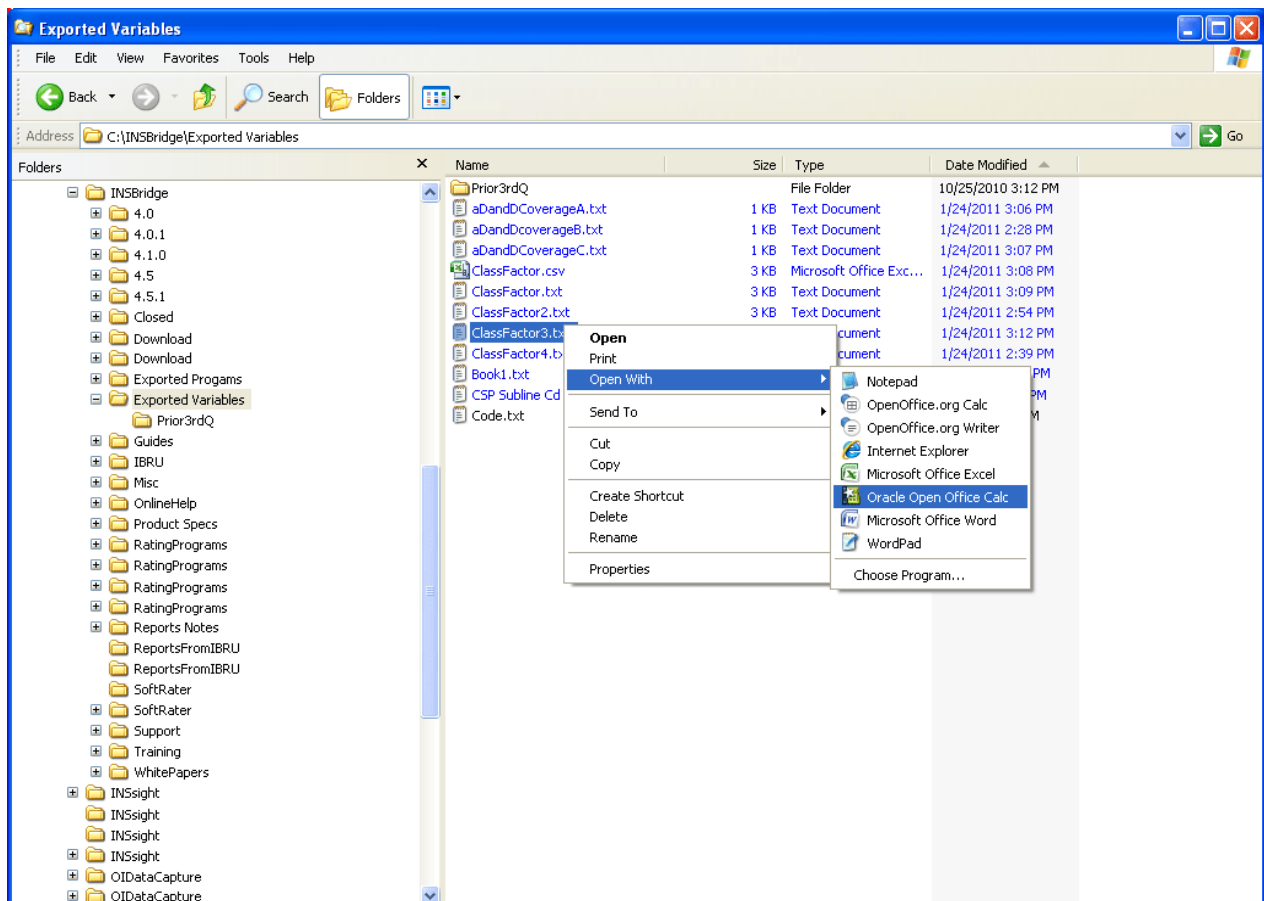 Exported Variables
File Edit View Favorites Tools Help
Back Search Folders
Address C:\INSBridge\Exported Variables Go
Folders
INSBridge
4.0
4.0.1
4.1.0
4.5
4.5.1
Closed
Download
Download
Exported Progams
Exported Variables
Prior3rdQ
Guides
IBRU
Misc
OnlineHelp
Product Specs
RatingPrograms
RatingPrograms
RatingPrograms
RatingPrograms
Reports Notes
ReportsFromIBRU
ReportsFromIBRU
SoftRater
SoftRater
Support
Training
WhitePapers
INSsight
INSsight
INSsight
INSsight
OIDataCapture
OIDataCapture
Name Size Type Date Modified
Prior3rdQ File Folder 10/25/2010 3:12 PM
aDandDCoverageA.txt 1 KB Text Document 1/24/2011 3:06 PM
aDandDcoverageB.txt 1 KB Text Document 1/24/2011 2:28 PM
aDandDCoverageC.txt 1 KB Text Document 1/24/2011 3:07 PM
ClassFactor.csv 3 KB Microsoft Office Exc... 1/24/2011 3:08 PM
ClassFactor.txt 3 KB Text Document 1/24/2011 3:09 PM
ClassFactor2.txt 3 KB Text Document 1/24/2011 2:54 PM
ClassFactor3.tx cument 1/24/2011 3:12 PM
ClassFactor4.tx cument 1/24/2011 2:39 PM
Book1.txt PM
CSP Subline Cd PM
Code.txt M
Open
Print
Open With
Send To
Cut
Copy
Create Shortcut
Delete
Rename
Properties
Notepad
OpenOffice.org Calc
OpenOffice.org Writer
Internet Explorer
Microsoft Office Excel
Oracle Open Office Calc
Microsoft Office Word
WordPad
Choose Program...